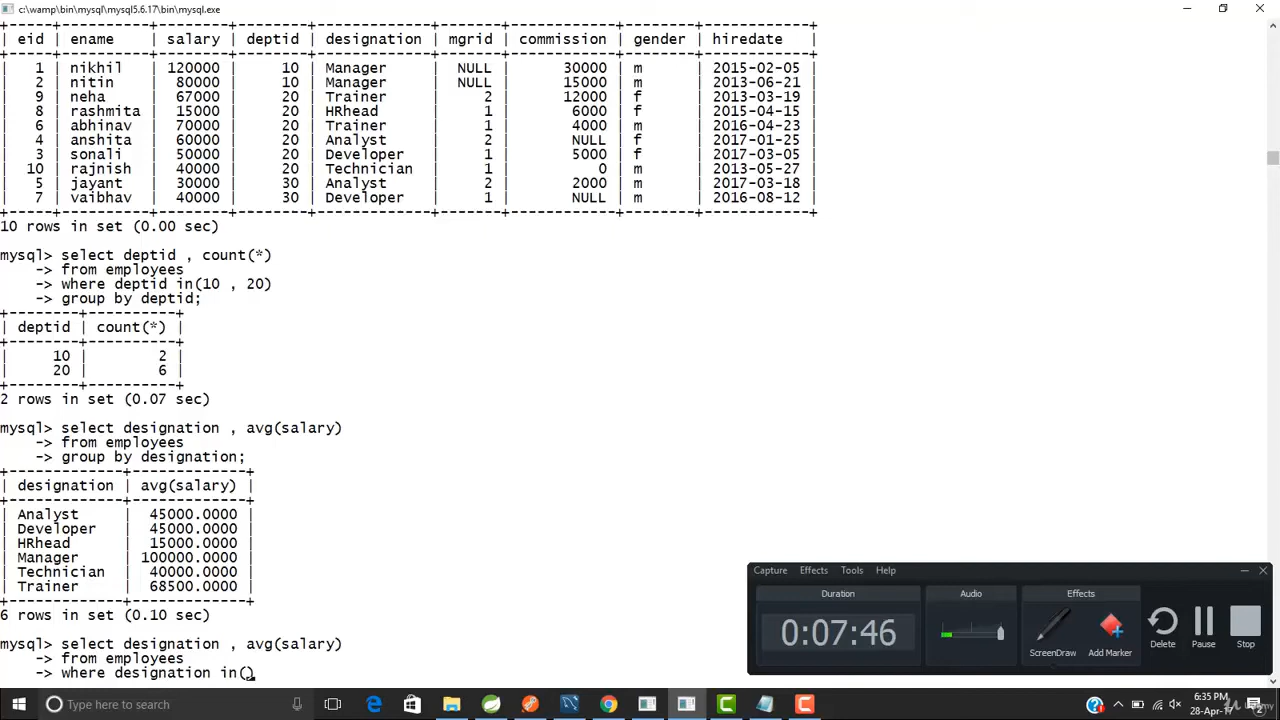 c:\wamp\bin\mysql\mysql5.6.17\bin\mysql.exe
+------+----------+--------+--------+-------------+-------+------------+--------+------------+
| eid | ename | salary | deptid | designation | mgrid | commission | gender | hiredate |
+------+----------+--------+--------+-------------+-------+------------+--------+------------+
| 1 | nikhil | 120000 | 10 | Manager | NULL | 30000 | m | 2015-02-05 |
| 2 | nitin | 80000 | 10 | Manager | NULL | 15000 | m | 2013-06-21 |
| 9 | neha | 67000 | 20 | Trainer | 2 | 12000 | f | 2013-03-19 |
| 8 | rashmita | 15000 | 20 | HRhead | 1 | 6000 | f | 2015-04-15 |
| 6 | abhinav | 70000 | 20 | Trainer | 1 | 4000 | m | 2016-04-23 |
| 4 | anshita | 60000 | 20 | Analyst | 2 | NULL | f | 2017-01-25 |
| 3 | sonali | 50000 | 20 | Developer | 1 | 5000 | f | 2017-03-05 |
| 10 | rajnish | 40000 | 20 | Technician | 1 | 0 | m | 2013-05-27 |
| 5 | jayant | 30000 | 30 | Analyst | 2 | 2000 | m | 2017-03-18 |
| 7 | vaibhav | 40000 | 30 | Developer | 1 | NULL | m | 2016-08-12 |
+------+----------+--------+--------+-------------+-------+------------+--------+------------+
10 rows in set (0.00 sec)
mysql> select deptid , count(*)
-> from employees
-> where deptid in(10 , 20)
-> group by deptid;
+--------+----------+
| deptid | count(*) |
+--------+----------+
| 10 | 2 |
| 20 | 6 |
+--------+----------+
2 rows in set (0.07 sec)
mysql> select designation , avg(salary)
-> from employees
-> group by designation;
+-------------+-------------+
| designation | avg(salary) |
+-------------+-------------+
| Analyst | 45000.0000 |
| Developer | 45000.0000 |
| HRhead | 15000.0000 |
| Manager | 100000.0000 |
| Technician | 40000.0000 |
| Trainer | 68500.0000 |
+-------------+-------------+
6 rows in set (0.10 sec)
mysql> select designation , avg(salary)
-> from employees
-> where designation in()
Capture Effects Tools Help
Duration Audio Effects
0:07:46
ScreenDraw Add Marker Delete Pause Stop
Type here to search
6:35 PM
28-Apr-17